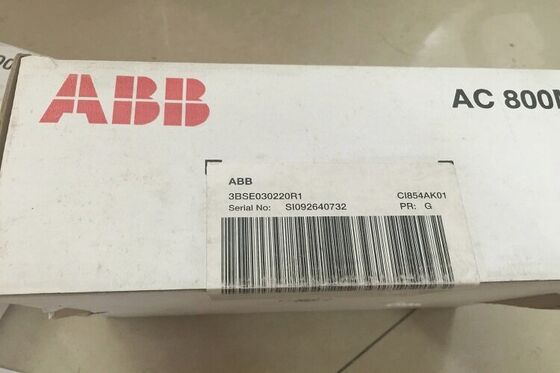 ABB
AC 800M
ABB
3BSE030220R1 CI854AK01
Serial No: SI092640732 PR: G